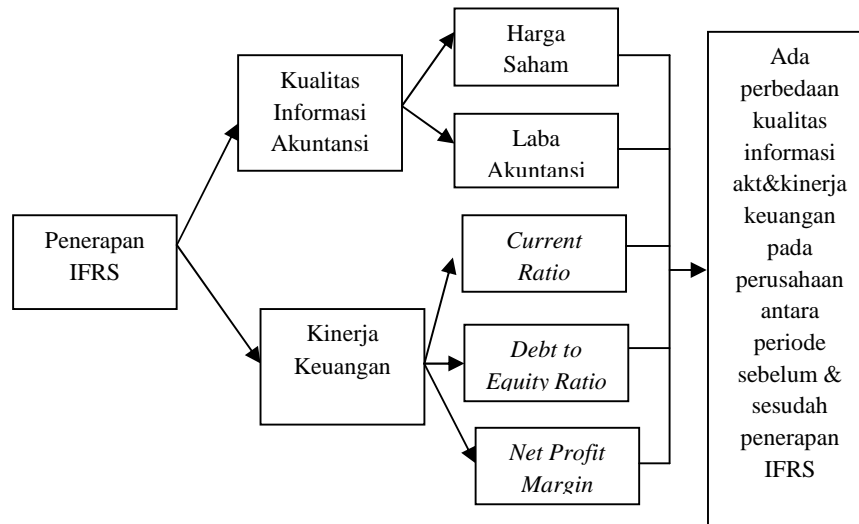 Penerapan
IFRS
Kualitas
Informasi
Akuntansi
Kinerja
Keuangan
Harga
Saham
Laba
Akuntansi
Current
Ratio
Debt to
Equity Ratio
Net Profit
Margin
Ada
perbedaan
kualitas
informasi
akt&kinerja
keuangan
pada
perusahaan
antara
periode
sebelum &
sesudah
penerapan
IFRS